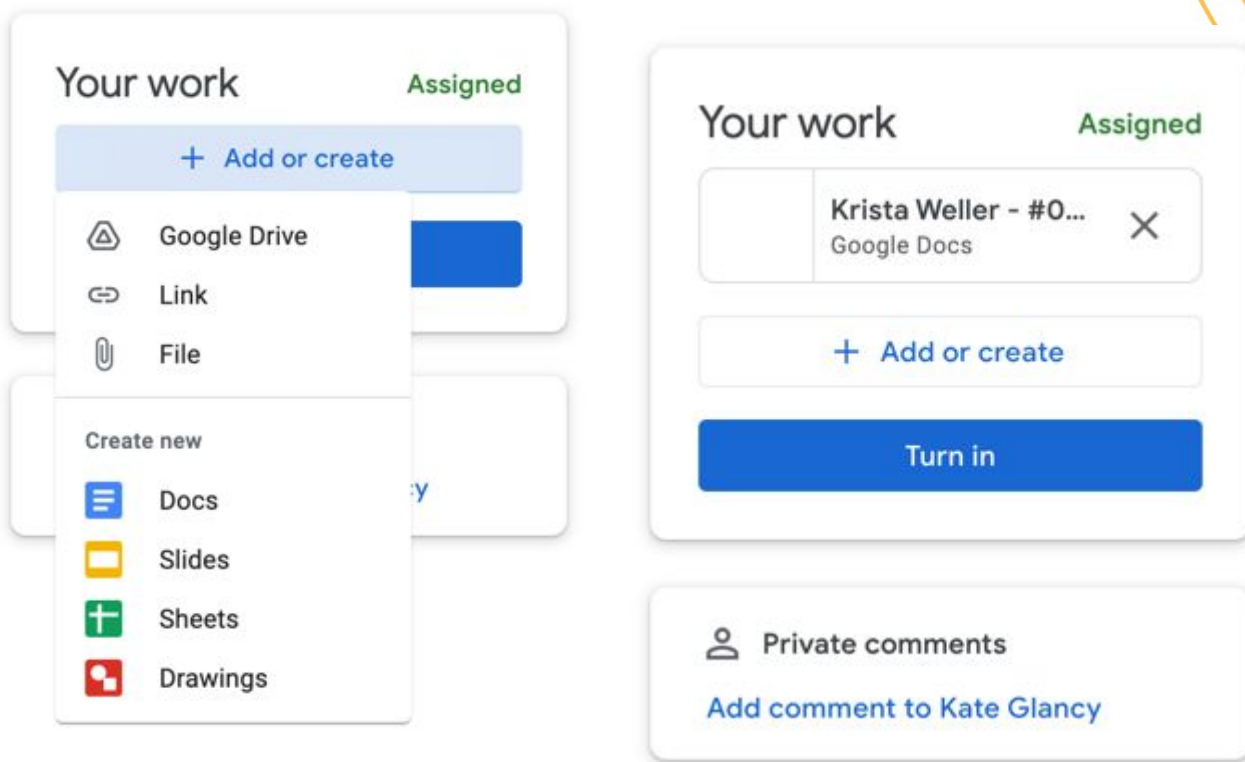 Your work
Assigned
+ Add or create
Google Drive
Link
File
Create new
Docs
Slides
Sheets
Drawings
Your work
Assigned
Krista Weller - #0...
Google Docs
+ Add or create
Turn in
Private comments
Add comment to Kate Glancy